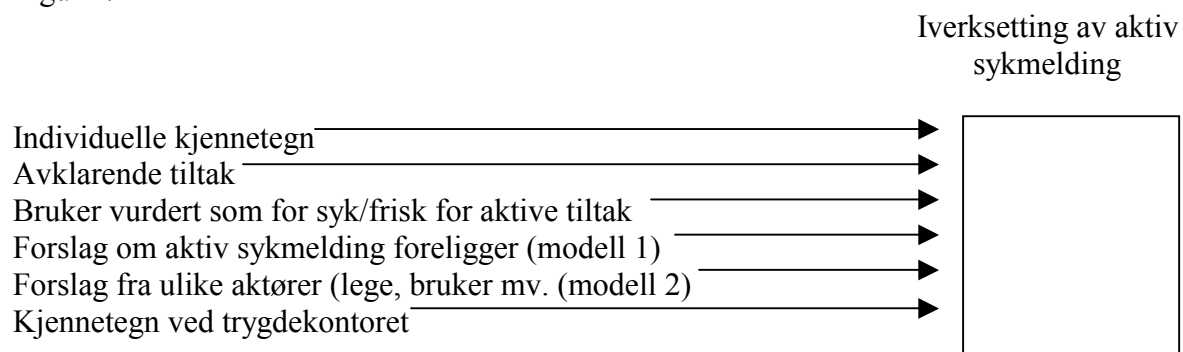 Iverksetting av aktiv
sykmelding
Individuelle kjennetegn
Avklarende tiltak
Bruker vurdert som for syk/frisk for aktive tiltak
Forslag om aktiv sykmelding foreligger (modell 1)
Forslag fra ulike aktører (lege, bruker mv. (modell 2)
Kjennetegn ved trygdekontoret